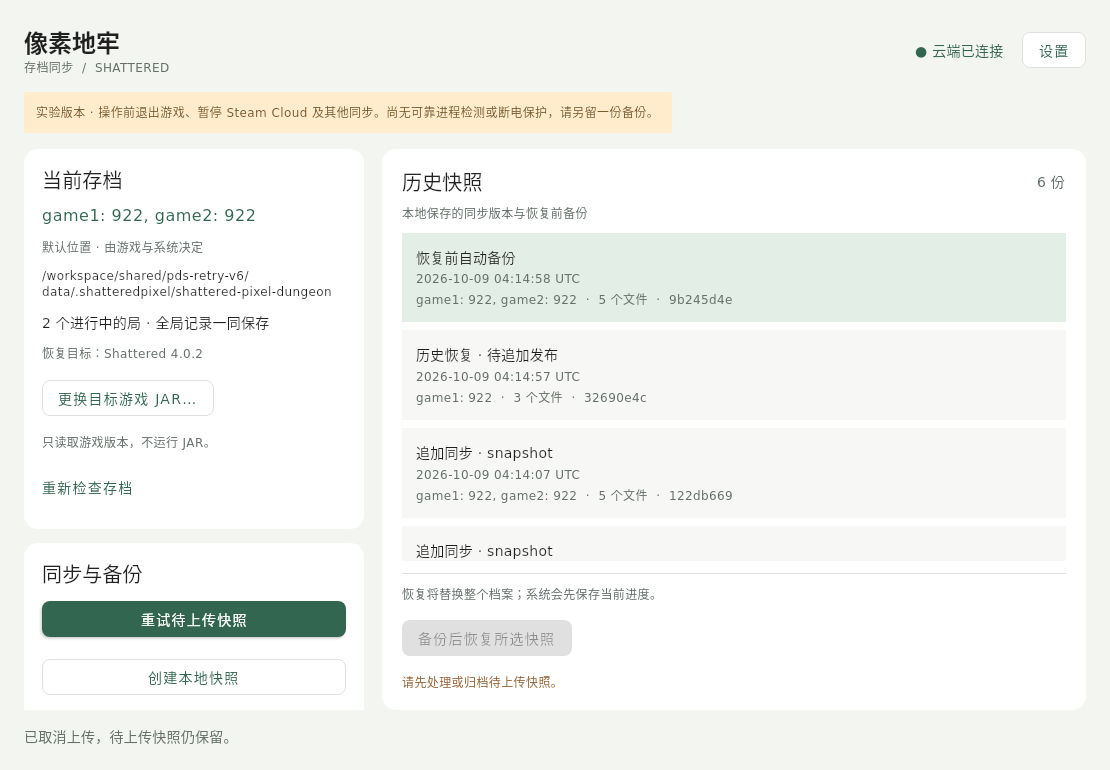 像素地牢
存档同步 / SHATTERED
● 云端已连接
设置
实验版本 · 操作前退出游戏、暂停 Steam Cloud 及其他同步。尚无可靠进程检测或断电保护，请另留一份备份。
当前存档
game1: 922, game2: 922
默认位置 · 由游戏与系统决定
/workspace/shared/pds-retry-v6/
data/.shatteredpixel/shattered-pixel-dungeon
2 个进行中的局 · 全局记录一同保存
恢复目标：Shattered 4.0.2
更换目标游戏 JAR…
只读取游戏版本，不运行 JAR。
重新检查存档
同步与备份
重试待上传快照
创建本地快照
历史快照
6 份
本地保存的同步版本与恢复前备份
恢复前自动备份
2026-10-09 04:14:58 UTC
game1: 922, game2: 922 · 5 个文件 · 9b245d4e
历史恢复 · 待追加发布
2026-10-09 04:14:57 UTC
game1: 922 · 3 个文件 · 32690e4c
追加同步 · snapshot
2026-10-09 04:14:07 UTC
game1: 922, game2: 922 · 5 个文件 · 122db669
追加同步 · snapshot
恢复将替换整个档案；系统会先保存当前进度。
备份后恢复所选快照
请先处理或归档待上传快照。
已取消上传，待上传快照仍保留。